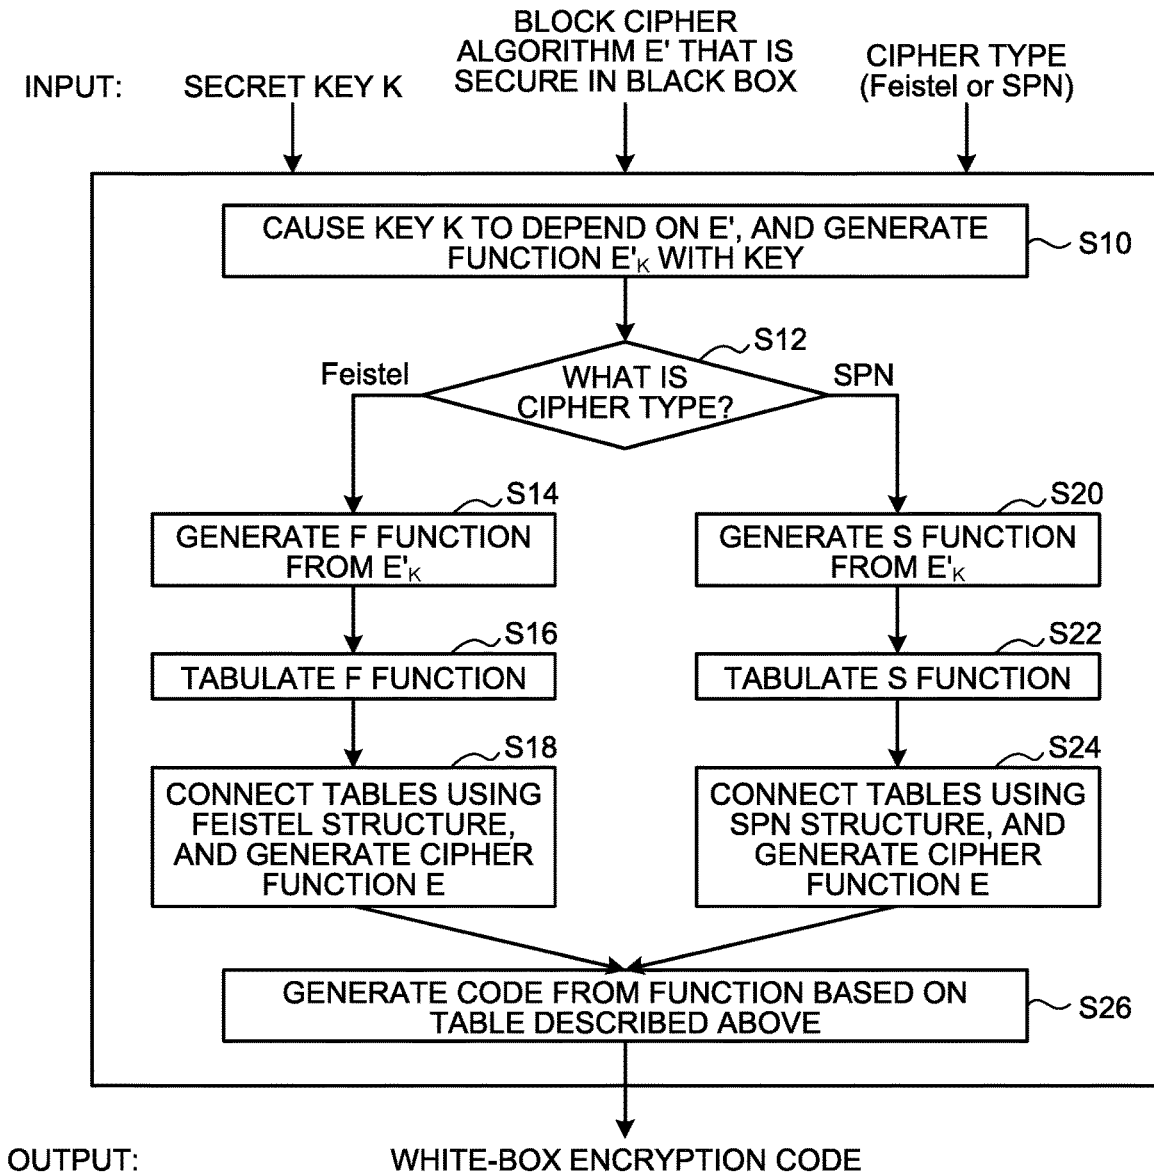 INPUT:
SECRET KEY K
BLOCK CIPHER
ALGORITHM E' THAT IS
SECURE IN BLACK BOX
CIPHER TYPE
(Feistel or SPN)
CAUSE KEY K TO DEPEND ON E', AND GENERATE
FUNCTION E'K WITH KEY
S10
S12
WHAT IS
CIPHER TYPE?
Feistel
SPN
S14
GENERATE F FUNCTION
FROM E'K
S20
GENERATE S FUNCTION
FROM E'K
S16
TABULATE F FUNCTION
S22
TABULATE S FUNCTION
S18
CONNECT TABLES USING
FEISTEL STRUCTURE,
AND GENERATE CIPHER
FUNCTION E
S24
CONNECT TABLES USING
SPN STRUCTURE, AND
GENERATE CIPHER
FUNCTION E
GENERATE CODE FROM FUNCTION BASED ON
TABLE DESCRIBED ABOVE
S26
OUTPUT:
WHITE-BOX ENCRYPTION CODE